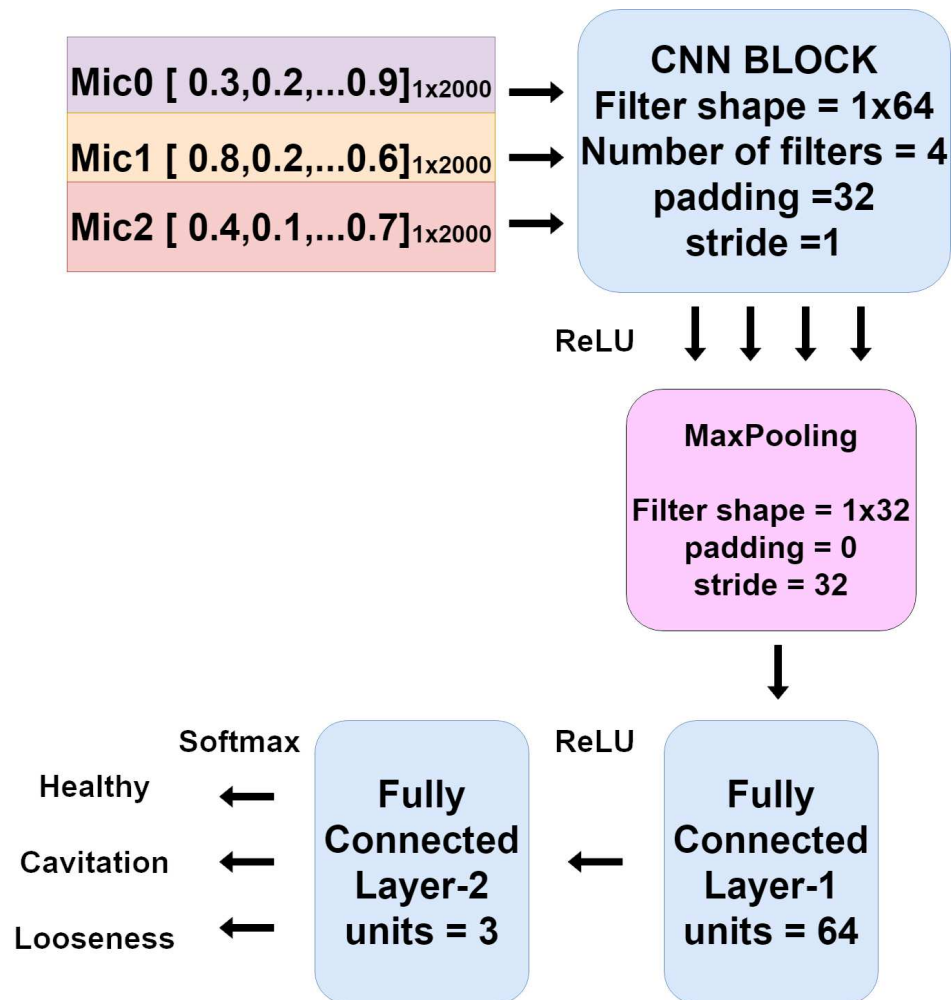 Mic0 [ 0.3,0.2,...0.9]1x2000
Mic1 [ 0.8,0.2,...0.6]1x2000
Mic2 [ 0.4,0.1,...0.7]1x2000
CNN BLOCK
Filter shape = 1x64
Number of filters = 4
padding =32
stride =1
ReLU
MaxPooling
Filter shape = 1x32
padding = 0
stride = 32
ReLU
Fully
Connected
Layer-1
units = 64
Fully
Connected
Layer-2
units = 3
Softmax
Healthy
Cavitation
Looseness